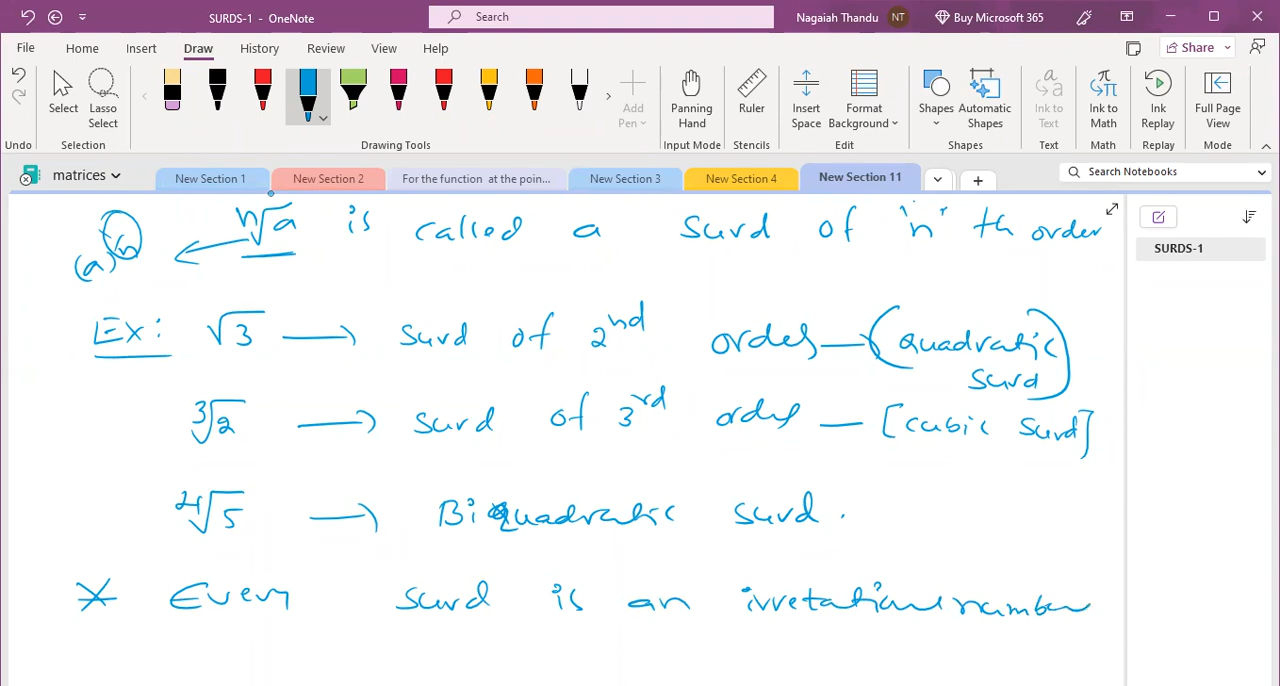 SURDS-1 - OneNote
Search
Nagaiah Thandu NT
Buy Microsoft 365
File Home Insert Draw History Review View Help
Share
Select
Lasso Select
Add Pen
Panning Hand
Ruler
Insert Space
Format Background
Shapes
Automatic Shapes
Ink to Text
Ink to Math
Ink Replay
Full Page View
Undo Selection Drawing Tools Input Mode Stencils Edit Shapes Text Math Replay Mode
matrices
New Section 1 New Section 2 For the function at the poin... New Section 3 New Section 4 New Section 11
Search Notebooks
SURDS-1
ⁿ√a is called a surd of 'n' th order
(a)^(1/n)
Ex: √3 → surd of 2nd order — (quadratic surd)
³√2 → surd of 3rd order — [cubic surd]
⁴√5 → Biquadratic surd.
* Every surd is an irretational number